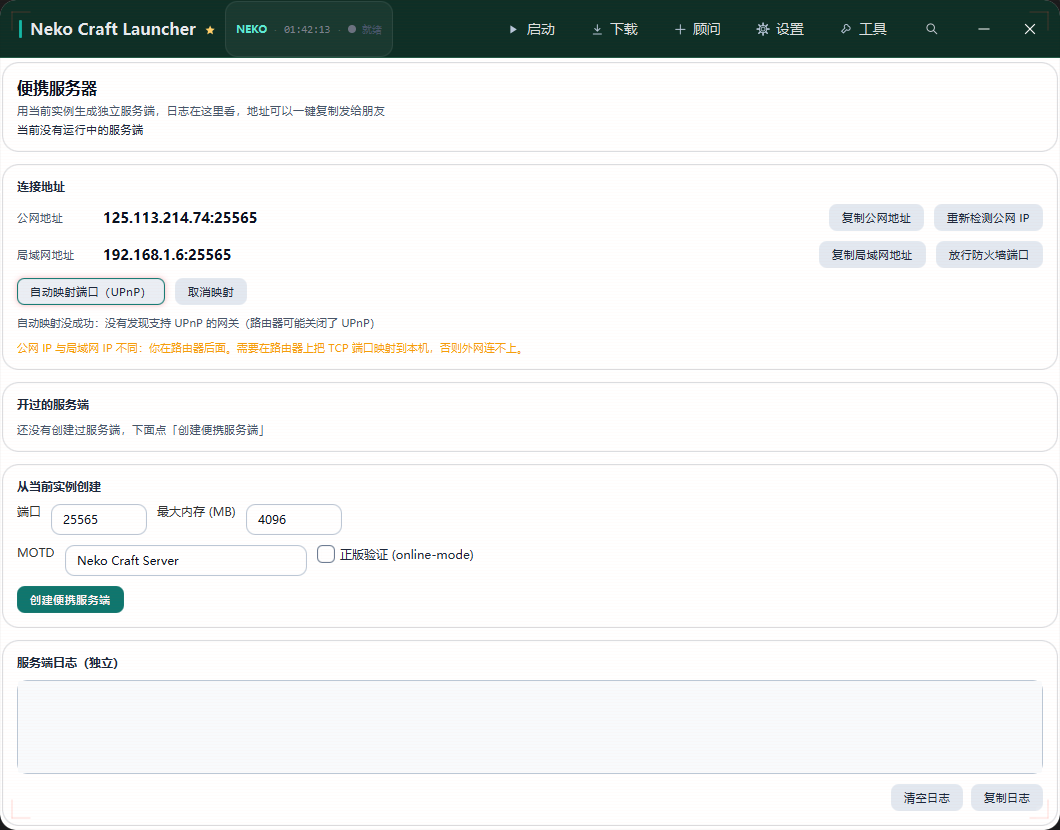 Neko Craft Launcher ★ NEKO · 01:42:13 · 就绪 启动 下载 顾问 设置 工具
便携服务器
用当前实例生成独立服务端，日志在这里看，地址可以一键复制发给朋友
当前没有运行中的服务端
连接地址
公网地址 125.113.214.74:25565 复制公网地址 重新检测公网 IP
局域网地址 192.168.1.6:25565 复制局域网地址 放行防火墙端口
自动映射端口（UPnP） 取消映射
自动映射没成功：没有发现支持 UPnP 的网关（路由器可能关闭了 UPnP）
公网 IP 与局域网 IP 不同：你在路由器后面。需要在路由器上把 TCP 端口映射到本机，否则外网连不上。
开过的服务端
还没有创建过服务端，下面点「创建便携服务端」
从当前实例创建
端口 25565 最大内存 (MB) 4096
MOTD Neko Craft Server 正版验证 (online-mode)
创建便携服务端
服务端日志（独立）
清空日志 复制日志